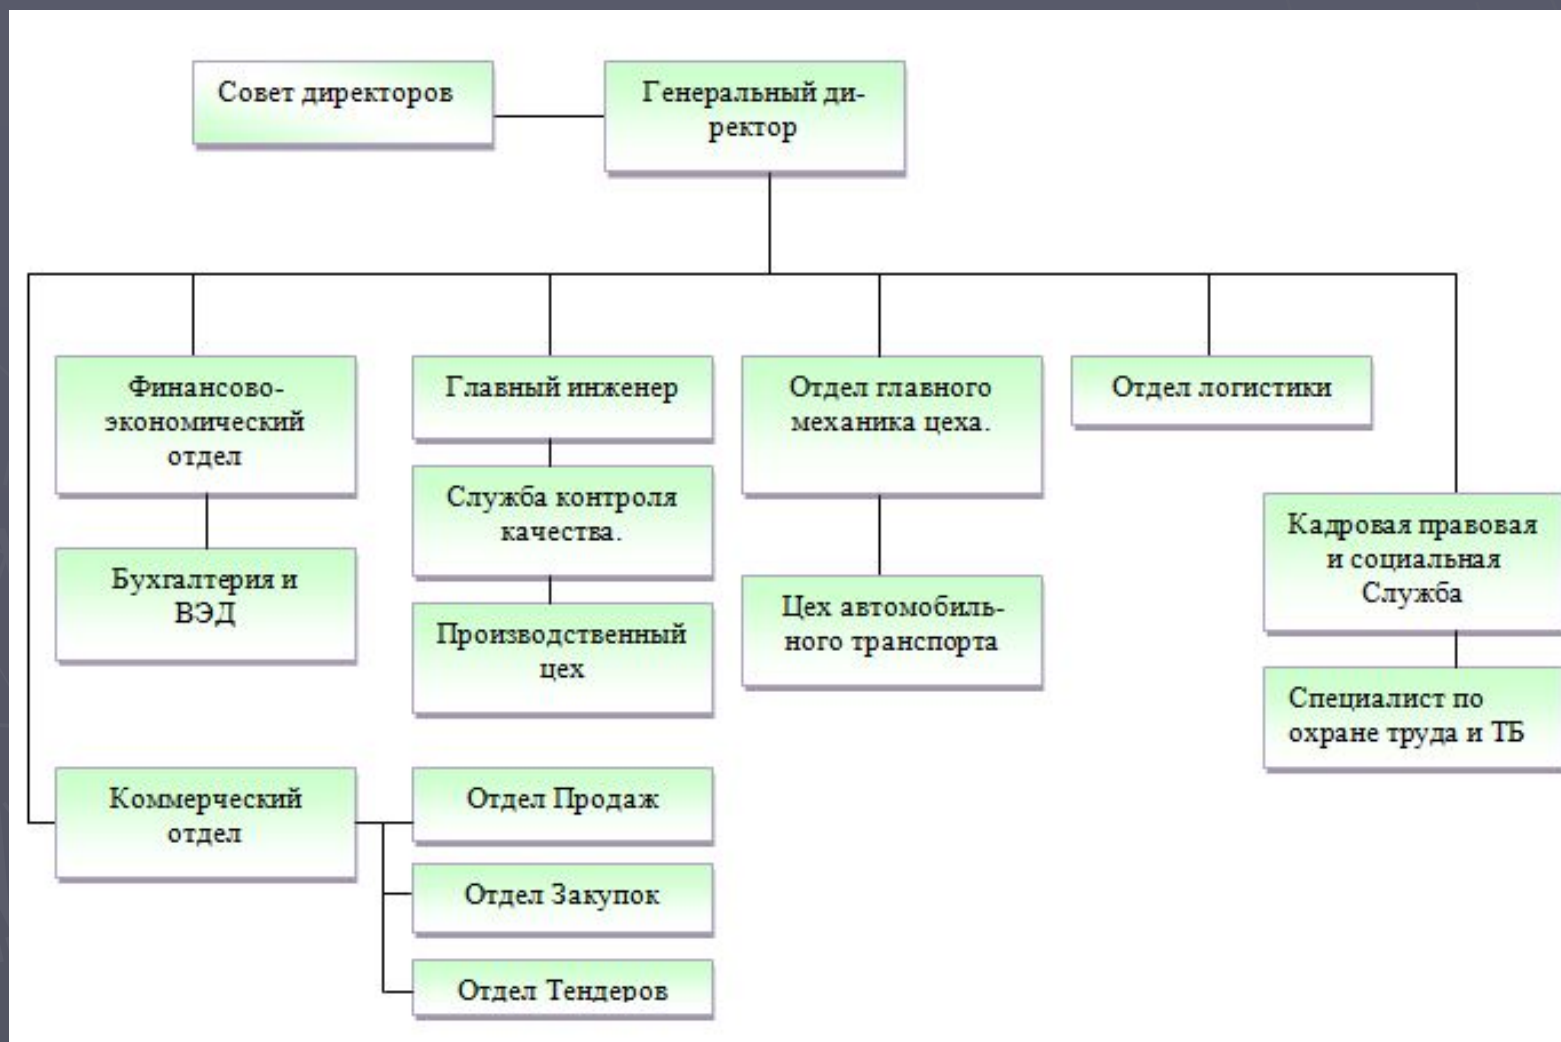 Совет директоров
Генеральный ди-
ректор
Финансово-
экономический
отдел
Главный инженер
Отдел главного
механика цеха.
Отдел логистики
Служба контроля
качества.
Кадровая правовая
и социальная
Служба
Бухгалтерия и
ВЭД
Цех автомобиль-
ного транспорта
Производственный
цех
Специалист по
охране труда и ТБ
Коммерческий
отдел
Отдел Продаж
Отдел Закупок
Отдел Тендеров